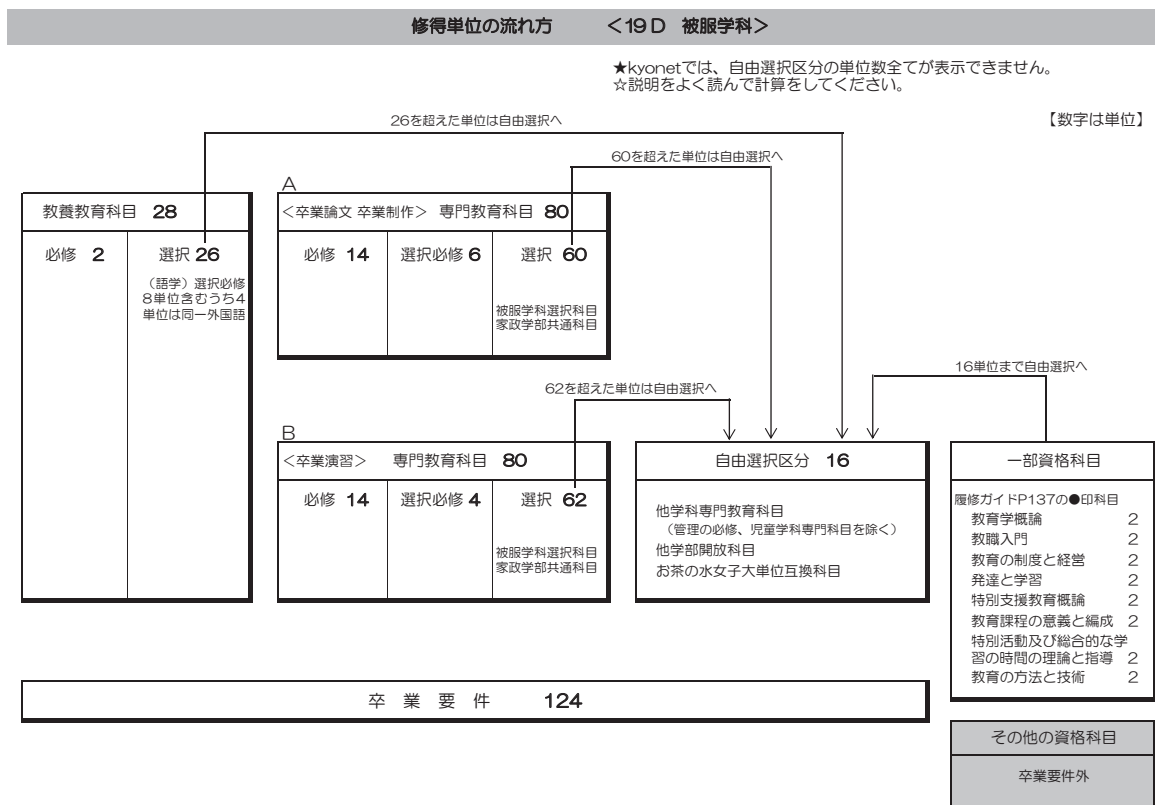 修得単位の流れ方　＜19D 被服学科＞
★kyonetでは、自由選択区分の単位数全てが表示できません。
☆説明をよく読んで計算をしてください。
【数字は単位】
26を超えた単位は自由選択へ
60を超えた単位は自由選択へ
教養教育科目 28
必修 2
選択 26
（語学）選択必修
8単位含むうち4
単位は同一外国語
A
＜卒業論文 卒業制作＞ 専門教育科目 80
必修 14
選択必修 6
選択 60
被服学科選択科目
家政学部共通科目
16単位まで自由選択へ
62を超えた単位は自由選択へ
B
＜卒業演習＞ 専門教育科目 80
必修 14
選択必修 4
選択 62
被服学科選択科目
家政学部共通科目
自由選択区分 16
他学科専門教育科目
（管理の必修、児童学科専門科目を除く）
他学部開放科目
お茶の水女子大単位互換科目
一部資格科目
履修ガイドP137の●印科目
教育学概論 2
教職入門 2
教育の制度と経営 2
発達と学習 2
特別支援教育概論 2
教育課程の意義と編成 2
特別活動及び総合的な学
習の時間の理論と指導 2
教育の方法と技術 2
卒業要件 124
その他の資格科目
卒業要件外